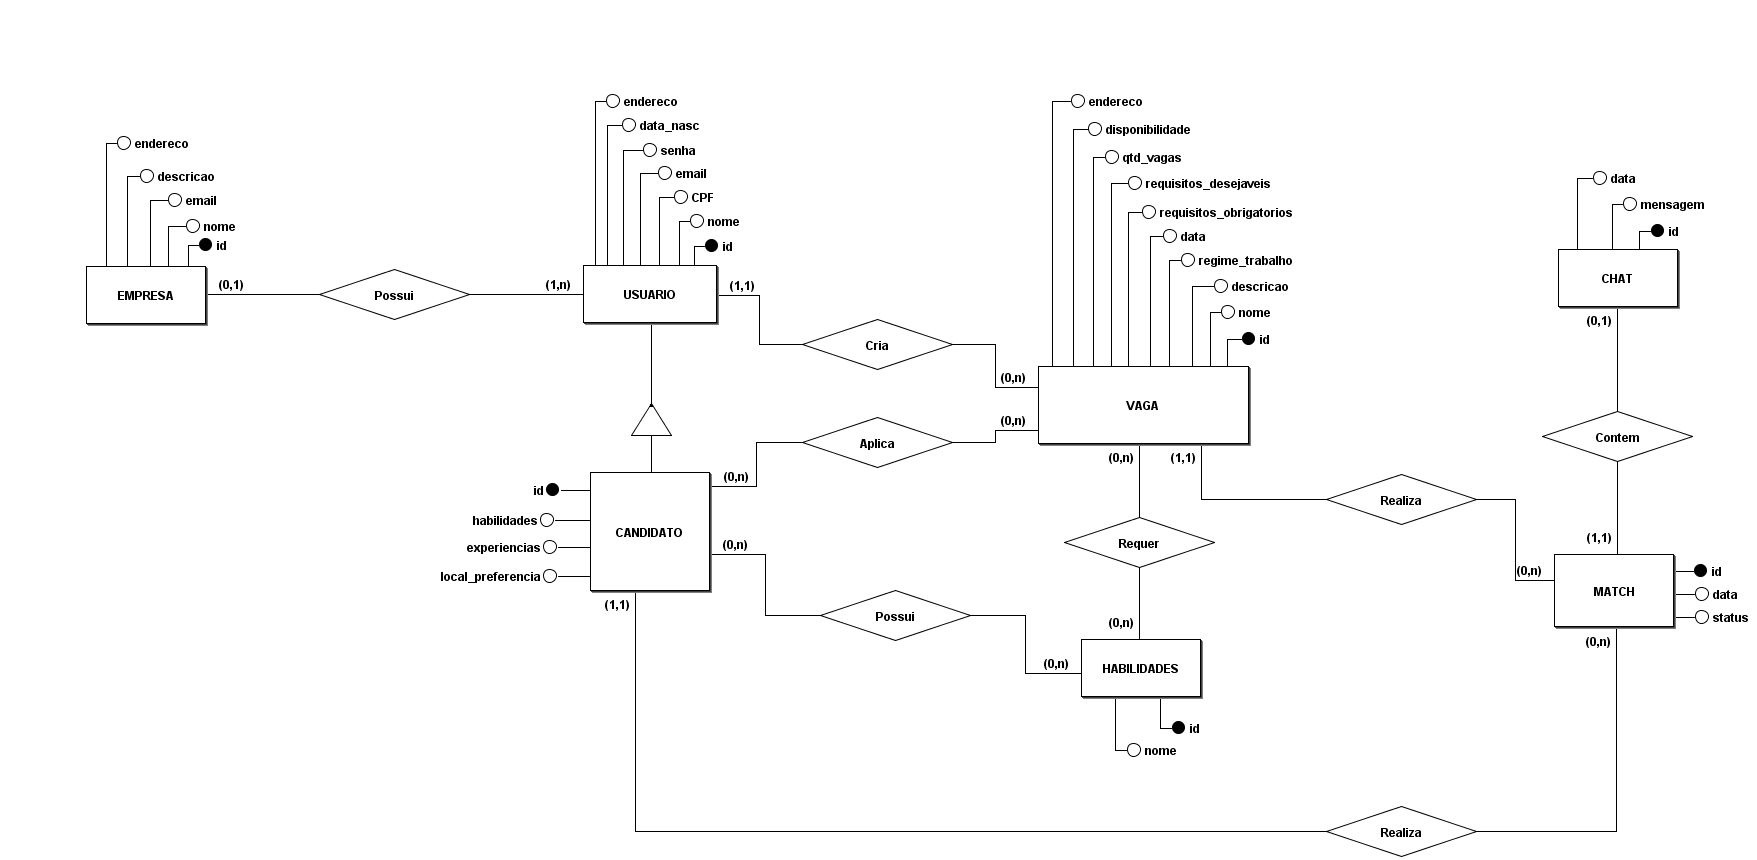 endereco
descricao
email
nome
id
EMPRESA
(0,1)
Possui
(1,n)
endereco
data_nasc
senha
email
CPF
nome
id
USUARIO
(1,1)
Cria
(0,n)
endereco
disponibilidade
qtd_vagas
requisitos_desejaveis
requisitos_obrigatorios
data
regime_trabalho
descricao
nome
id
VAGA
(0,n)
Aplica
(0,n)
(0,n)
(1,1)
id
habilidades
experiencias
local_preferencia
CANDIDATO
(0,n)
(1,1)
Possui
(0,n)
Requer
(0,n)
HABILIDADES
id
nome
data
mensagem
id
CHAT
(0,1)
Contem
(1,1)
Realiza
(0,n)
MATCH
id
data
status
(0,n)
Realiza